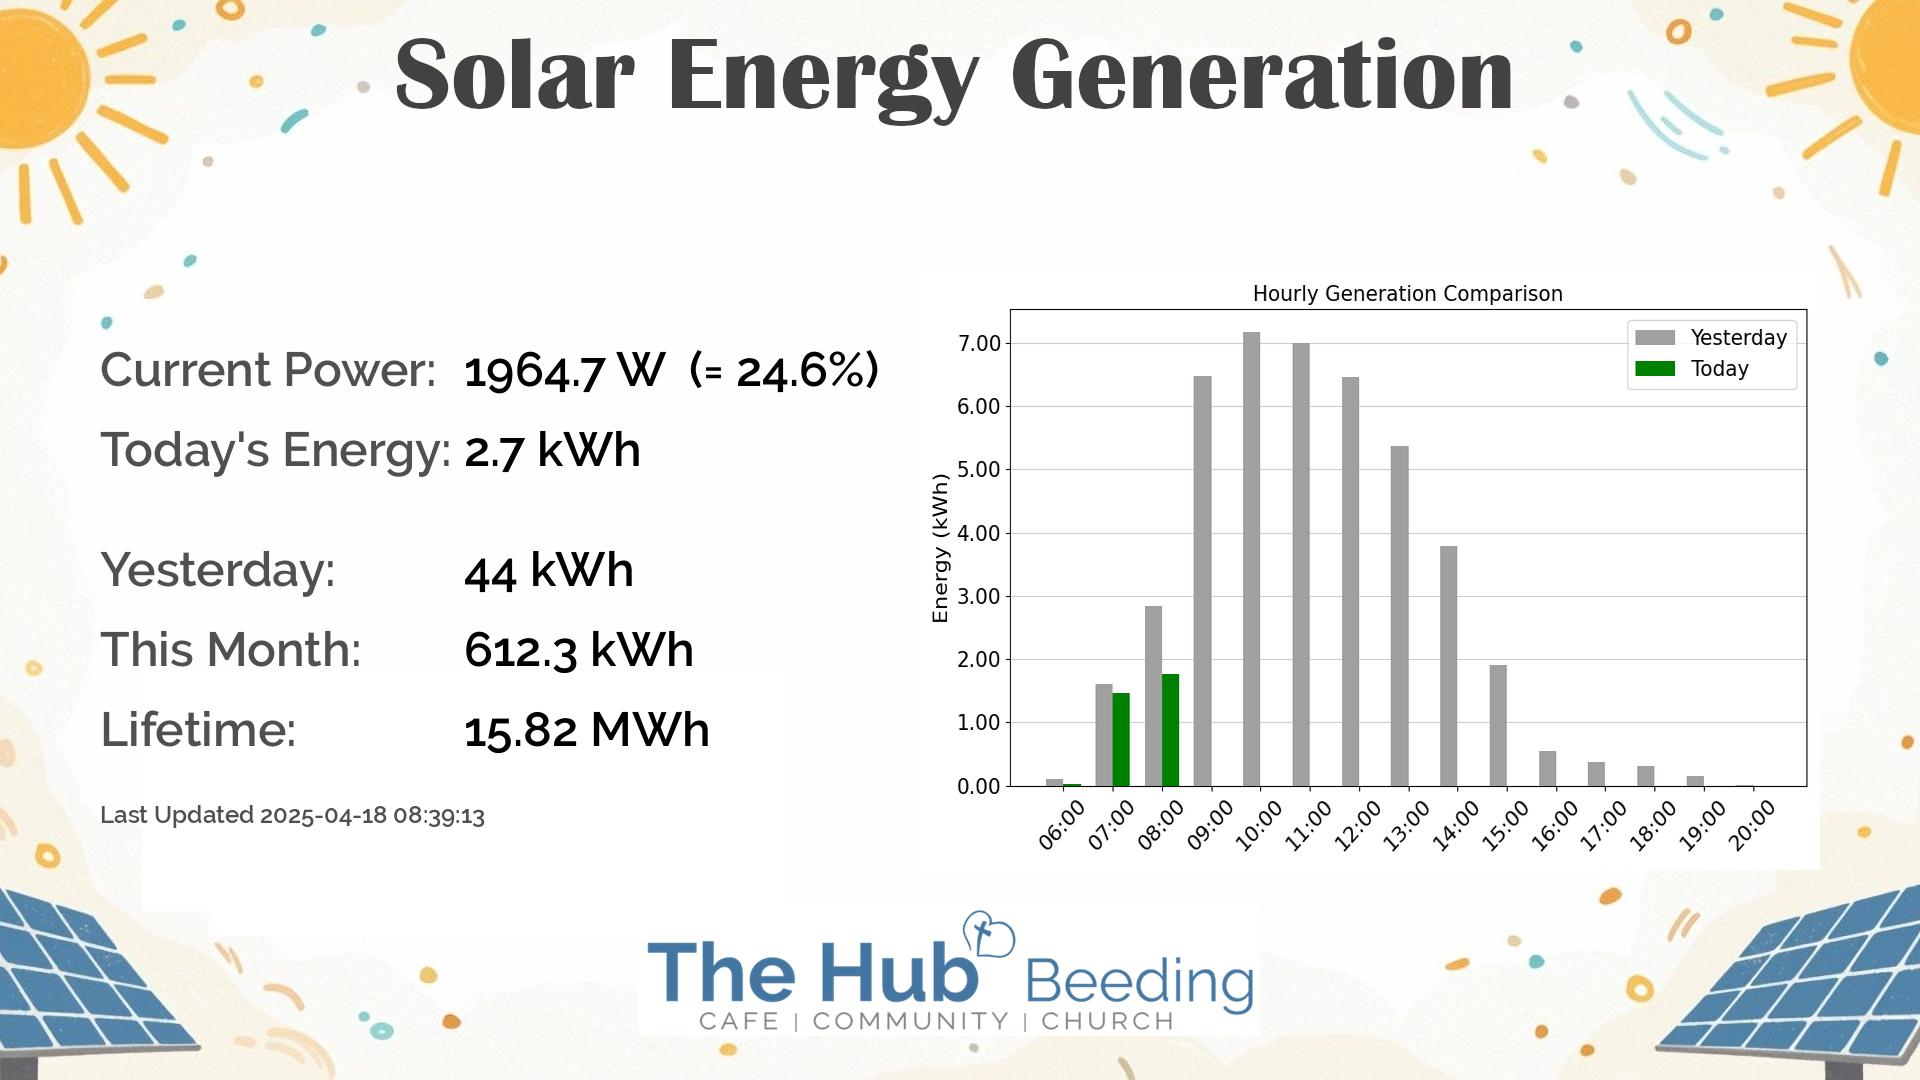 Solar Energy Generation
Current Power: 1964.7 W (= 24.6%)
Today's Energy: 2.7 kWh
Yesterday: 44 kWh
This Month: 612.3 kWh
Lifetime: 15.82 MWh
Last Updated 2025-04-18 08:39:13
Hourly Generation Comparison
Yesterday
Today
Energy (kWh)
7.00
6.00
5.00
4.00
3.00
2.00
1.00
0.00
06:00 07:00 08:00 09:00 10:00 11:00 12:00 13:00 14:00 15:00 16:00 17:00 18:00 19:00 20:00
The Hub Beeding
CAFE | COMMUNITY | CHURCH